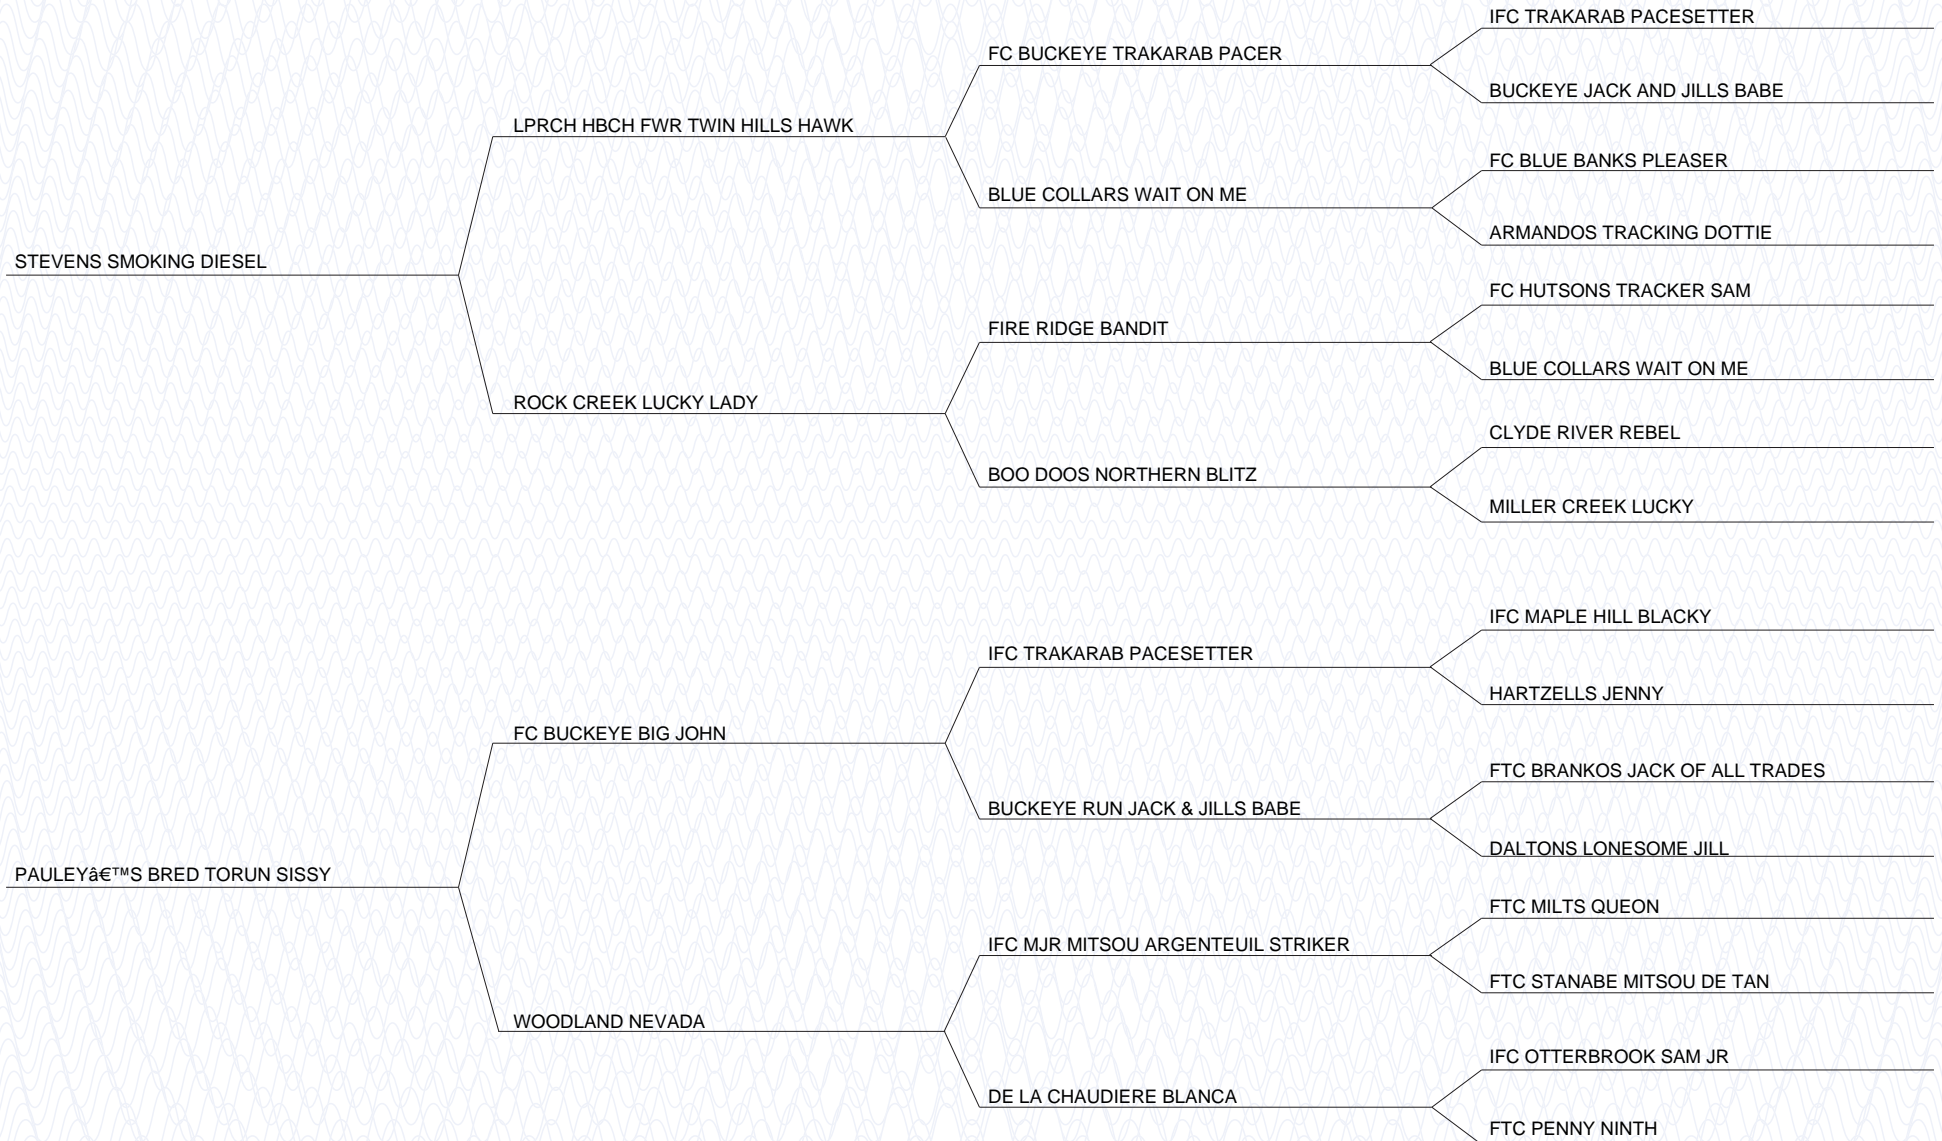 IFC TRAKARAB PACESETTER
FC BUCKEYE TRAKARAB PACER
BUCKEYE JACK AND JILLS BABE
LPRCH HBCH FWR TWIN HILLS HAWK
FC BLUE BANKS PLEASER
BLUE COLLARS WAIT ON ME
ARMANDOS TRACKING DOTTIE
STEVENS SMOKING DIESEL
FC HUTSONS TRACKER SAM
FIRE RIDGE BANDIT
BLUE COLLARS WAIT ON ME
ROCK CREEK LUCKY LADY
CLYDE RIVER REBEL
BOO DOOS NORTHERN BLITZ
MILLER CREEK LUCKY
IFC MAPLE HILL BLACKY
IFC TRAKARAB PACESETTER
HARTZELLS JENNY
FC BUCKEYE BIG JOHN
FTC BRANKOS JACK OF ALL TRADES
BUCKEYE RUN JACK & JILLS BABE
DALTONS LONESOME JILL
PAULEYâ€™S BRED TORUN SISSY
FTC MILTS QUEON
IFC MJR MITSOU ARGENTEUIL STRIKER
FTC STANABE MITSOU DE TAN
WOODLAND NEVADA
IFC OTTERBROOK SAM JR
DE LA CHAUDIERE BLANCA
FTC PENNY NINTH